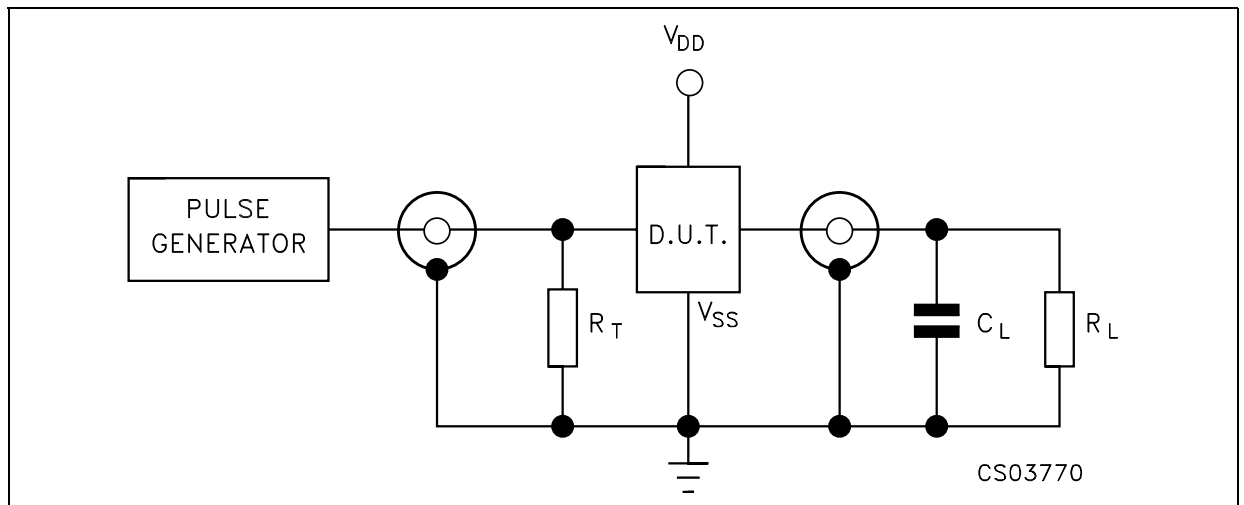 VDD
PULSE
GENERATOR
D.U.T.
VSS
RT
CL
RL
CS03770